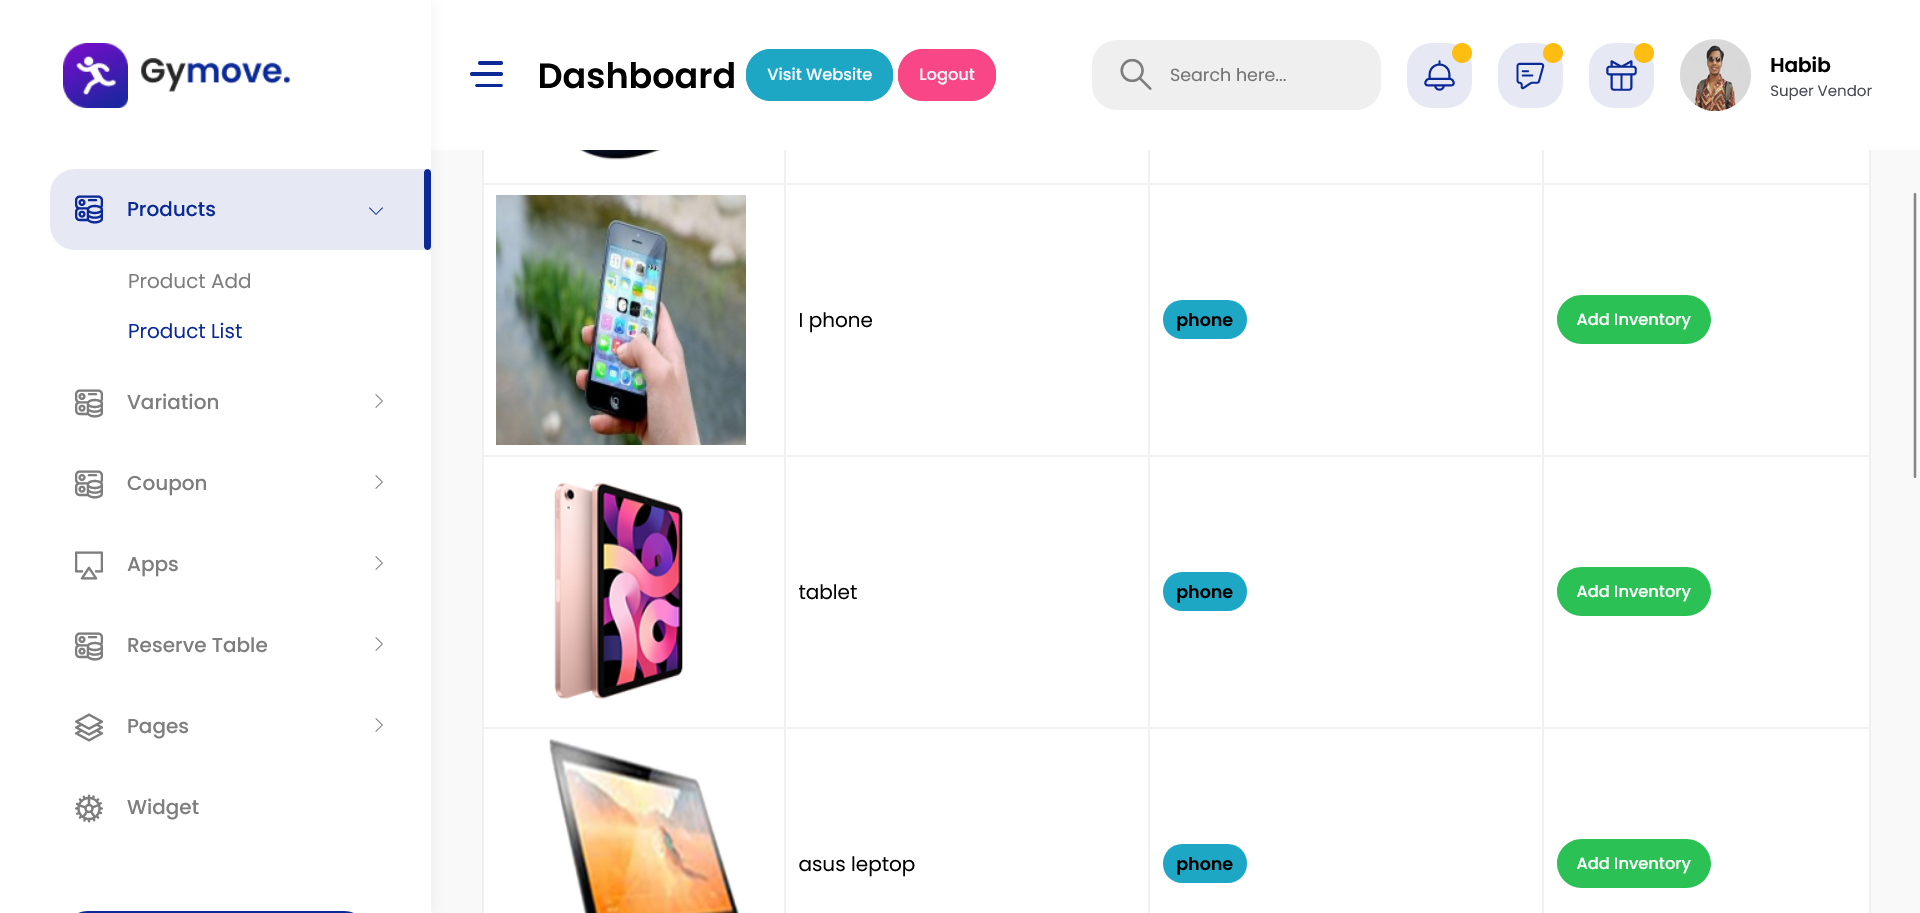 Gymove.
Dashboard
Visit Website
Logout
Search here...
Habib
Super Vendor
Products
Product Add
Product List
Variation
Coupon
Apps
Reserve Table
Pages
Widget
I phone
phone
Add Inventory
tablet
phone
Add Inventory
asus leptop
phone
Add Inventory